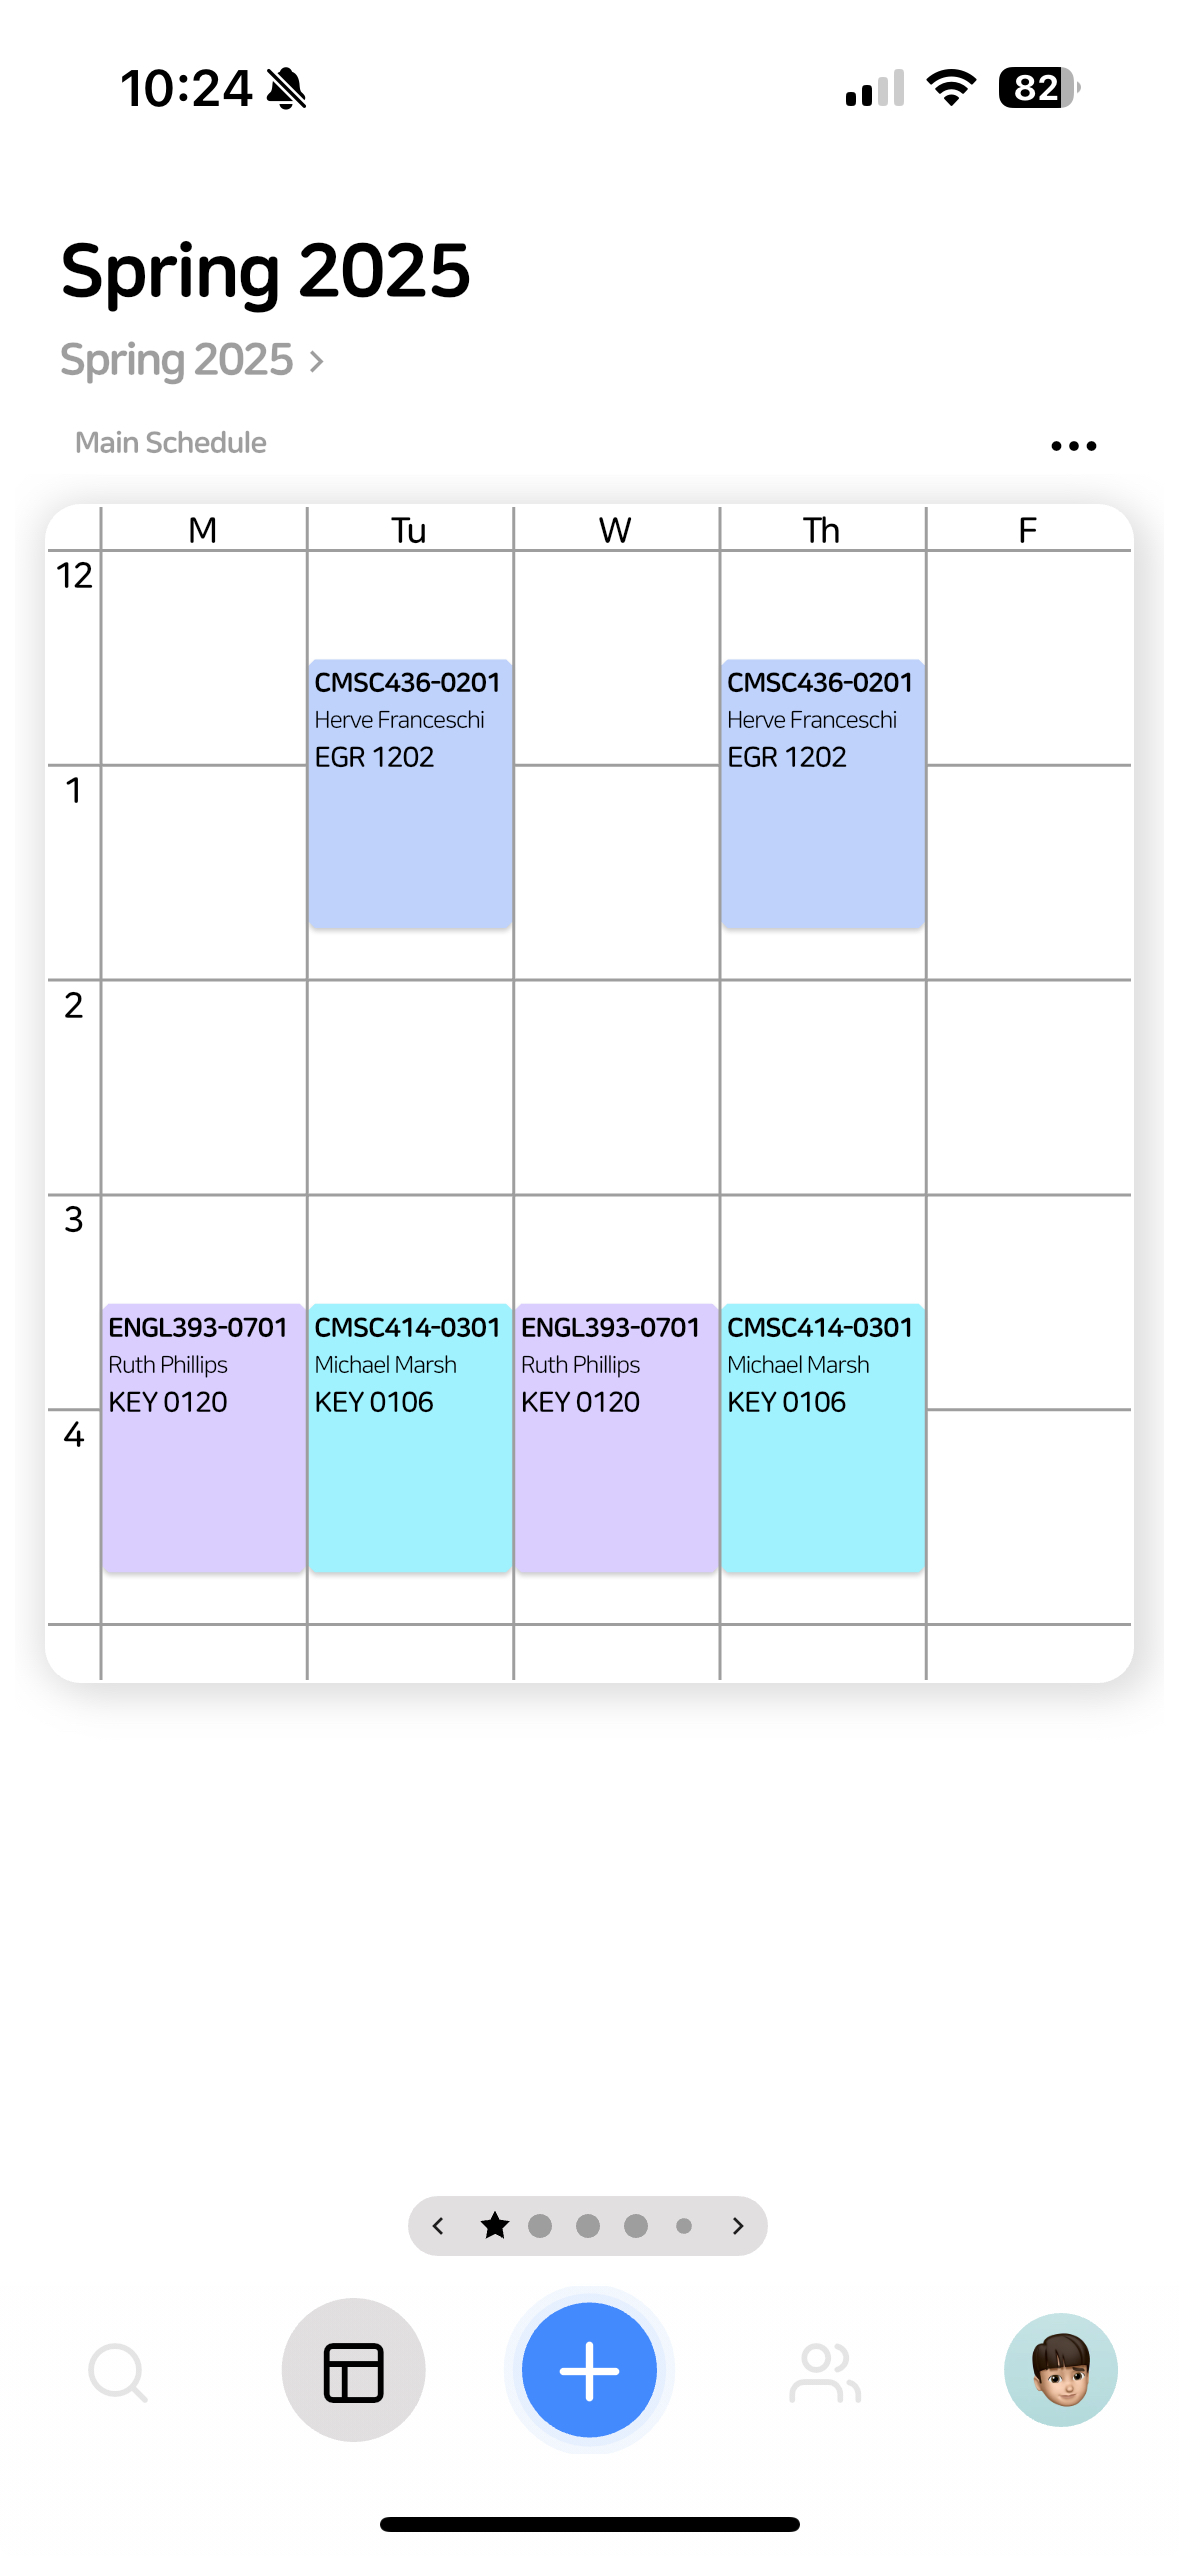 10:24
82
Spring 2025
Spring 2025 >
Main Schedule
M Tu W Th F
12
CMSC436-0201 CMSC436-0201
Herve Franceschi Herve Franceschi
EGR 1202 EGR 1202
1
2
3
ENGL393-0701 CMSC414-0301 ENGL393-0701 CMSC414-0301
Ruth Phillips Michael Marsh Ruth Phillips Michael Marsh
KEY 0120 KEY 0106 KEY 0120 KEY 0106
4